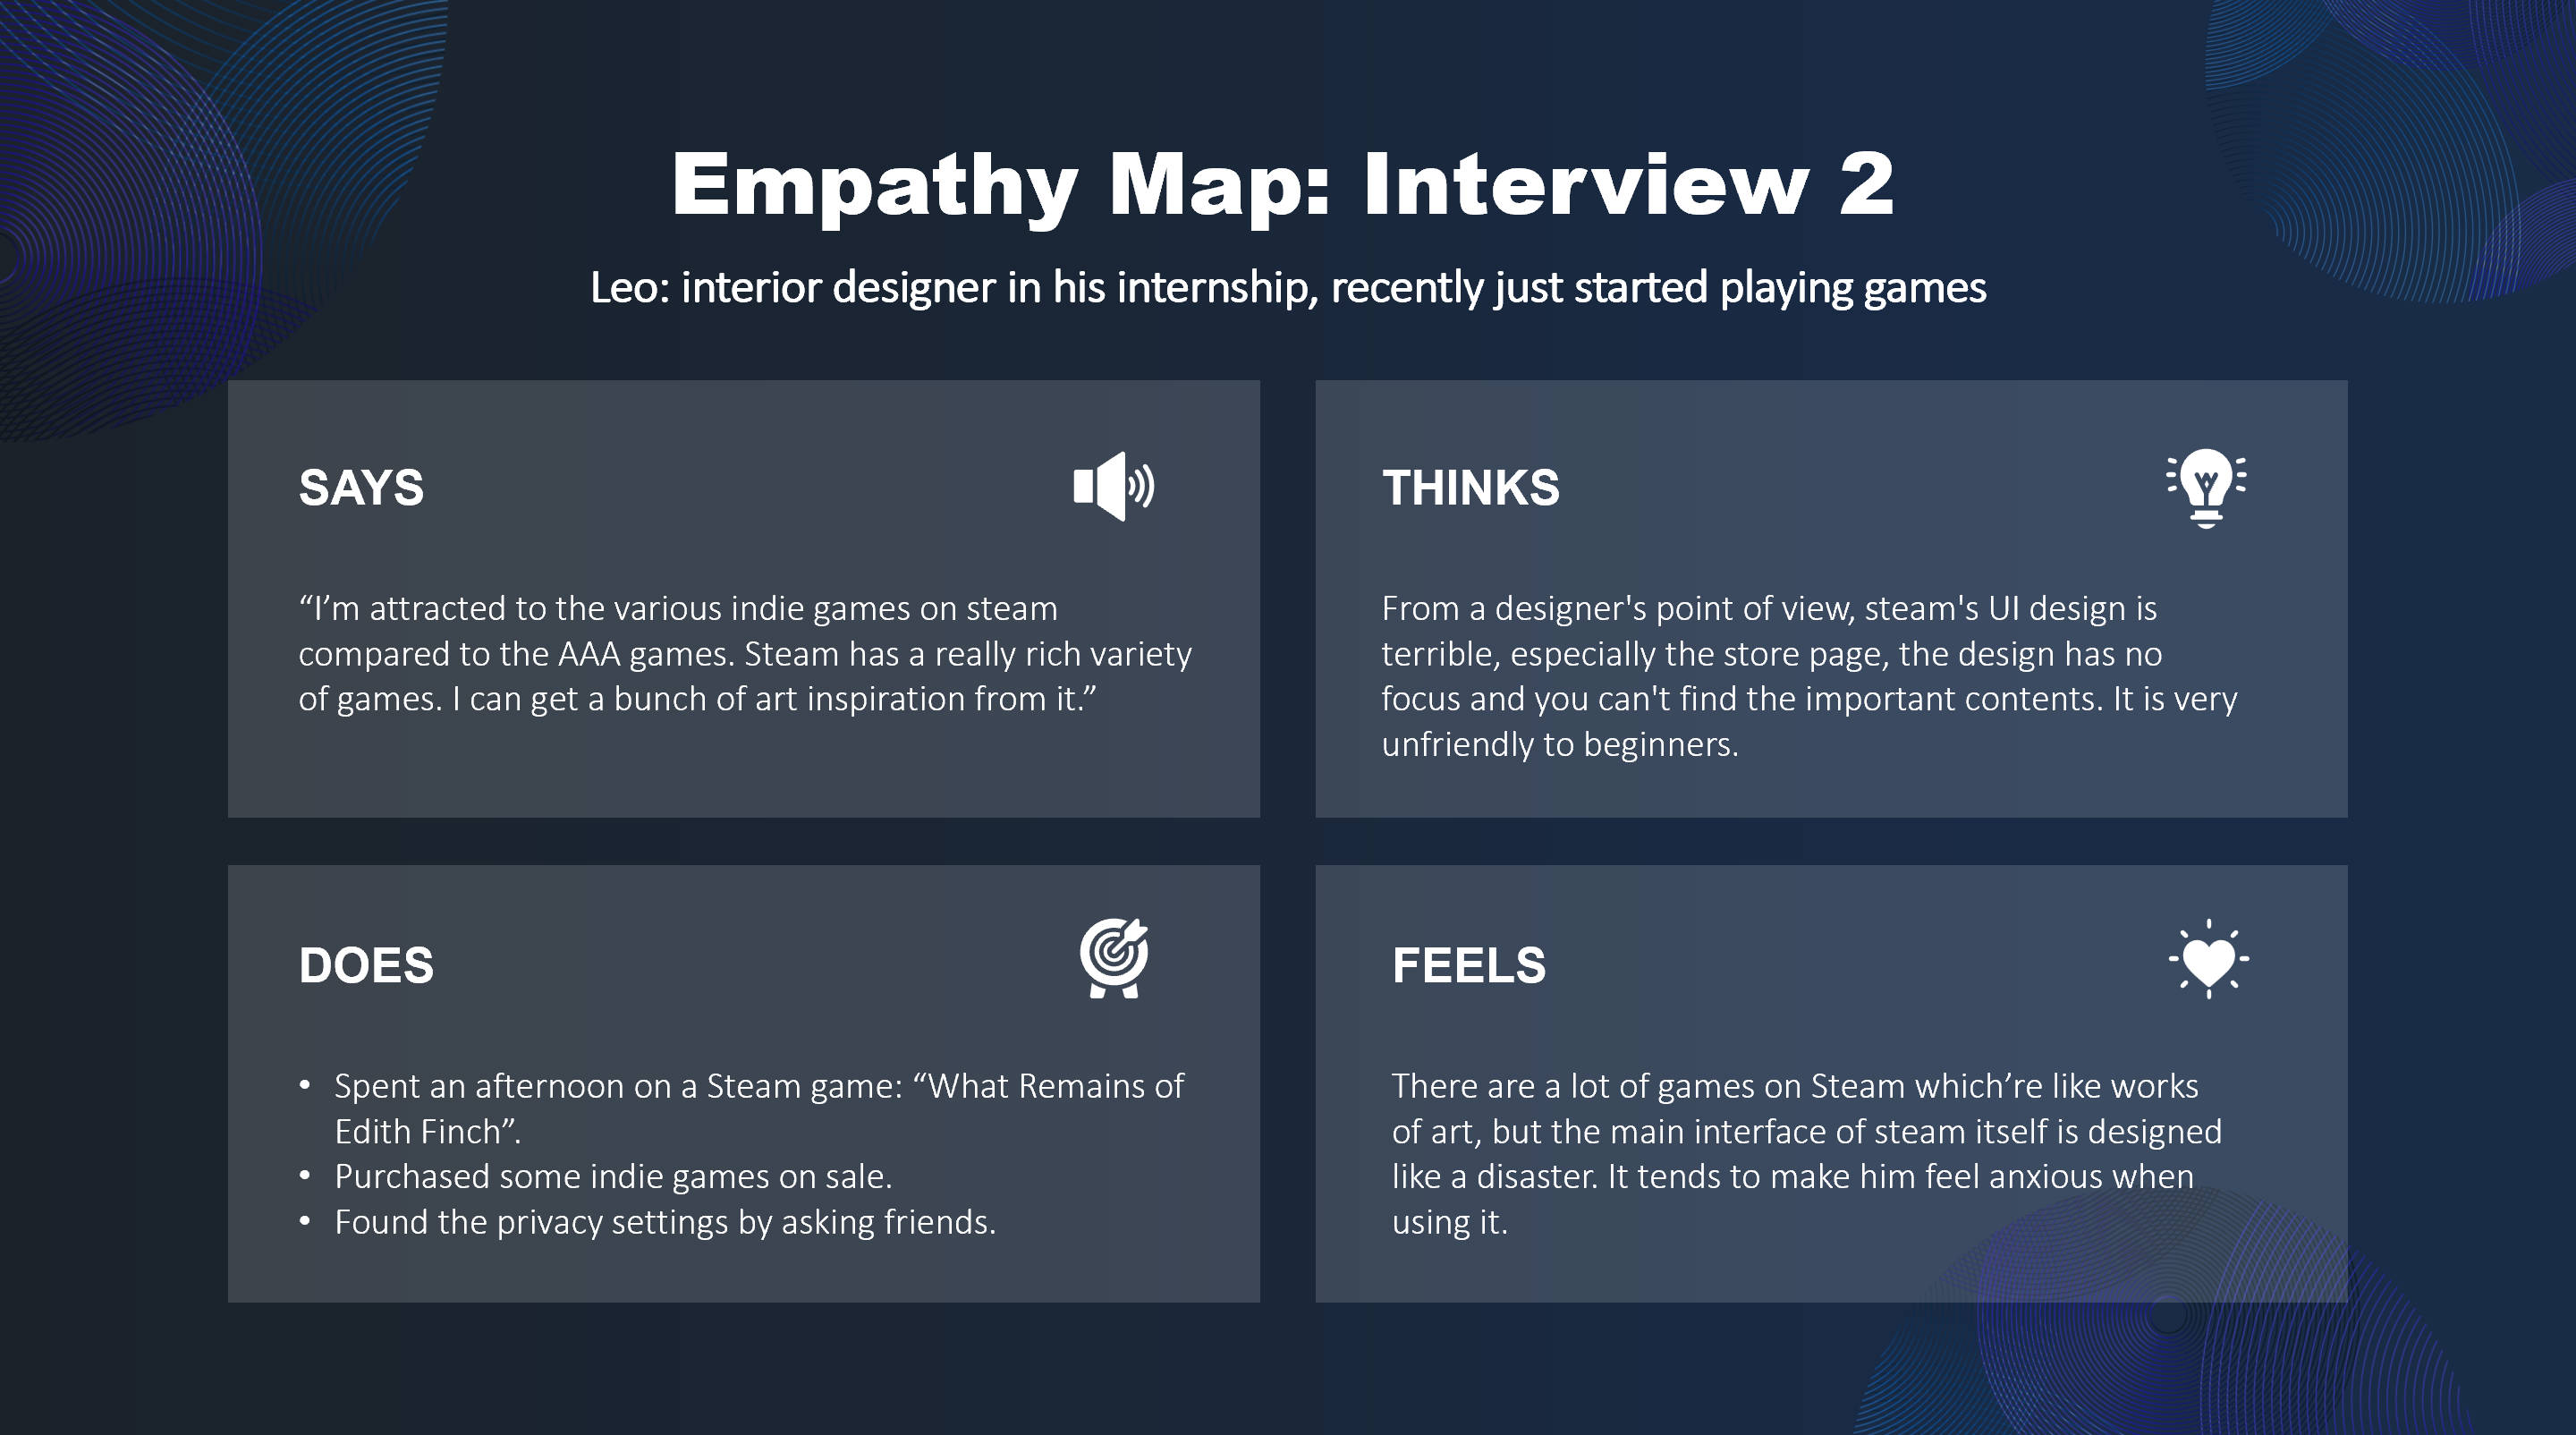 Empathy Map: Interview 2
Leo: interior designer in his internship, recently just started playing games
SAYS
“I’m attracted to the various indie games on steam
compared to the AAA games. Steam has a really rich variety
of games. I can get a bunch of art inspiration from it.”
THINKS
From a designer's point of view, steam's UI design is
terrible, especially the store page, the design has no
focus and you can't find the important contents. It is very
unfriendly to beginners.
DOES
• Spent an afternoon on a Steam game: “What Remains of
Edith Finch”.
• Purchased some indie games on sale.
• Found the privacy settings by asking friends.
FEELS
There are a lot of games on Steam which’re like works
of art, but the main interface of steam itself is designed
like a disaster. It tends to make him feel anxious when
using it.